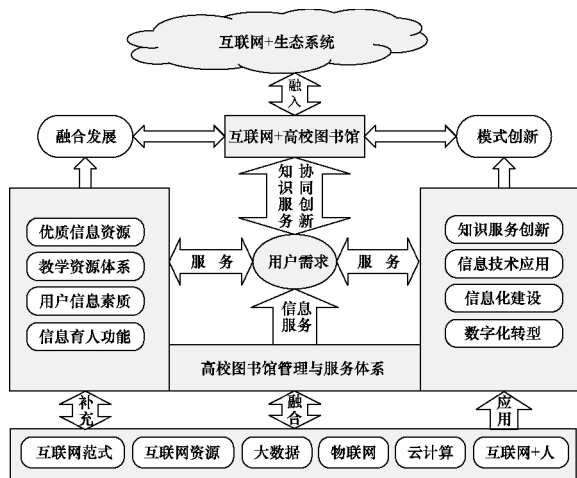 互联网+生态系统
融入
融合发展
互联网+高校图书馆
模式创新
知识服务
协同创新
优质信息资源
教学资源体系
用户信息素质
信息育人功能
服 务
用户需求
服 务
知识服务创新
信息技术应用
信息化建设
数字化转型
信息
服务
高校图书馆管理与服务体系
补充
融合
应用
互联网范式
互联网资源
大数据
物联网
云计算
互联网+人